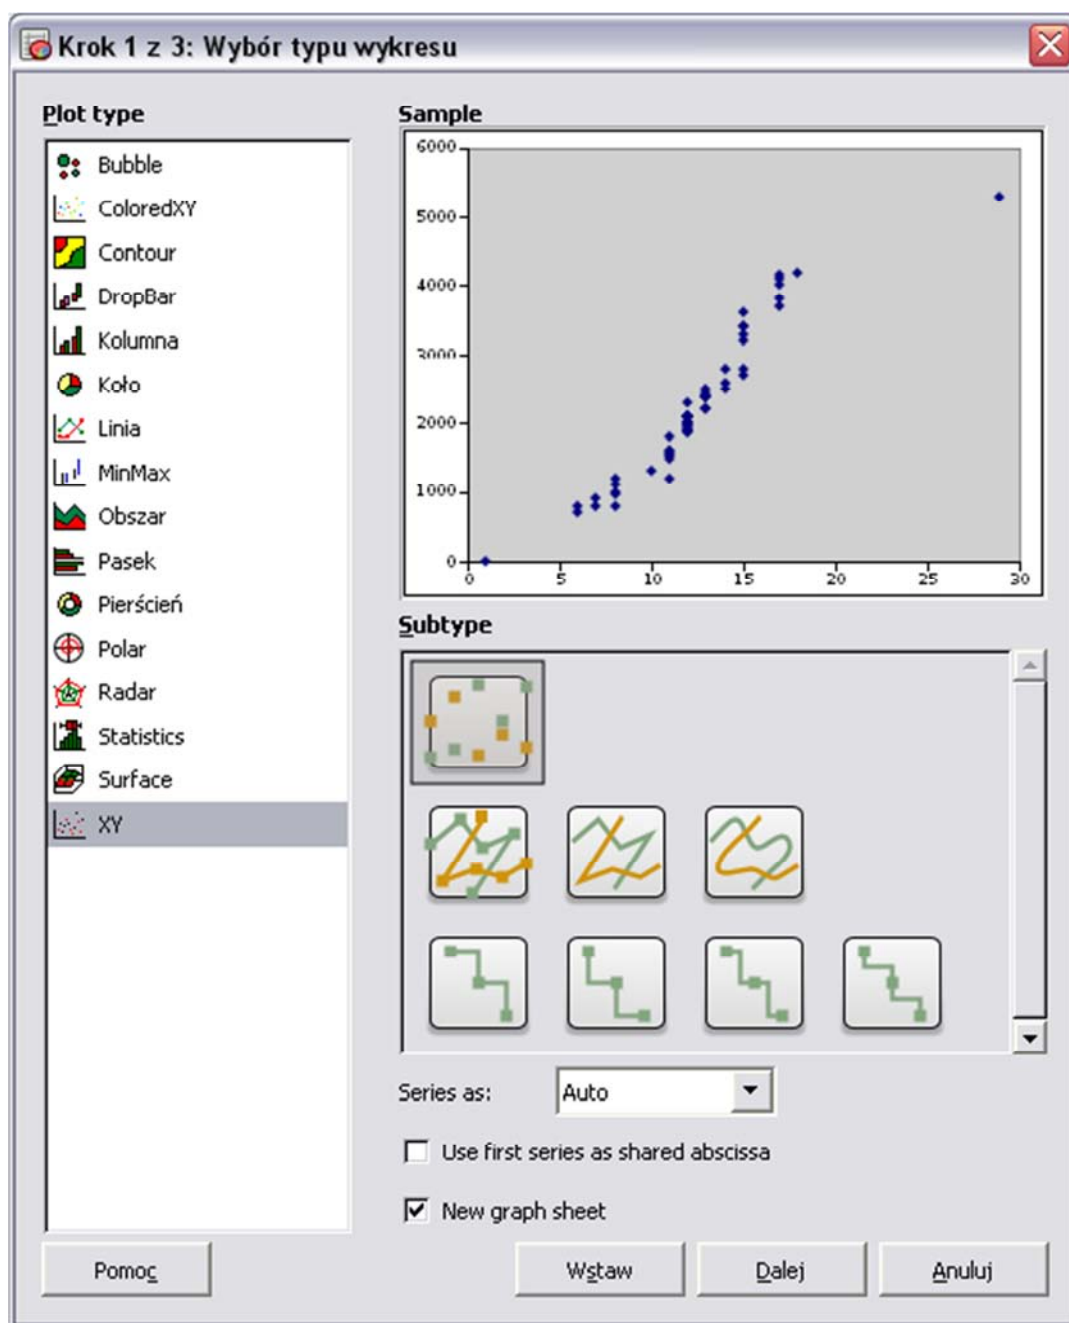 Krok 1 z 3: Wybór typu wykresu
Plot type
Bubble
ColoredXY
Contour
DropBar
Kolumna
Koło
Linia
MinMax
Obszar
Pasek
Pierścień
Polar
Radar
Statistics
Surface
XY
Sample
6000
5000
4000
3000
2000
1000
0
0 5 10 15 20 25 30
Subtype
Series as: Auto
Use first series as shared abscissa
New graph sheet
Pomoc Wstaw Dalej Anuluj